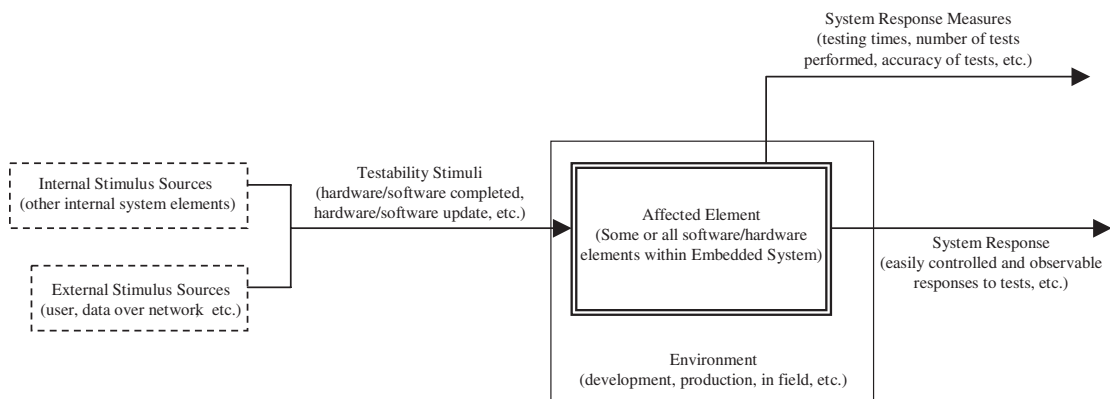 System Response Measures
(testing times, number of tests
performed, accuracy of tests, etc.)
Internal Stimulus Sources
(other internal system elements)
Testability Stimuli
(hardware/software completed,
hardware/software update, etc.)
Affected Element
(Some or all software/hardware
elements within Embedded System)
System Response
(easily controlled and observable
responses to tests, etc.)
External Stimulus Sources
(user, data over network etc.)
Environment
(development, production, in field, etc.)